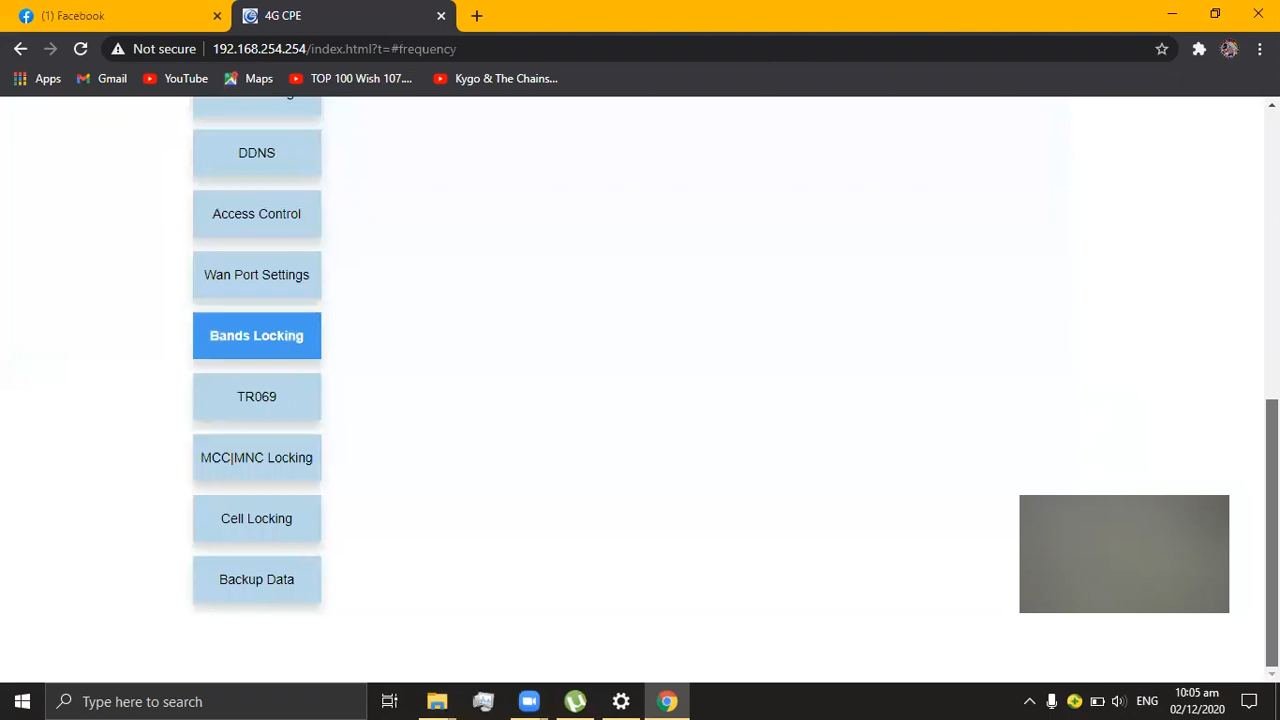 (1) Facebook
4G CPE
Not secure
192.168.254.254/index.html?t=#frequency
Apps
Gmail
YouTube
Maps
TOP 100 Wish 107....
Kygo & The Chains...
DDNS
Access Control
Wan Port Settings
Bands Locking
TR069
MCC|MNC Locking
Cell Locking
Backup Data
Type here to search
ENG
10:05 am
02/12/2020